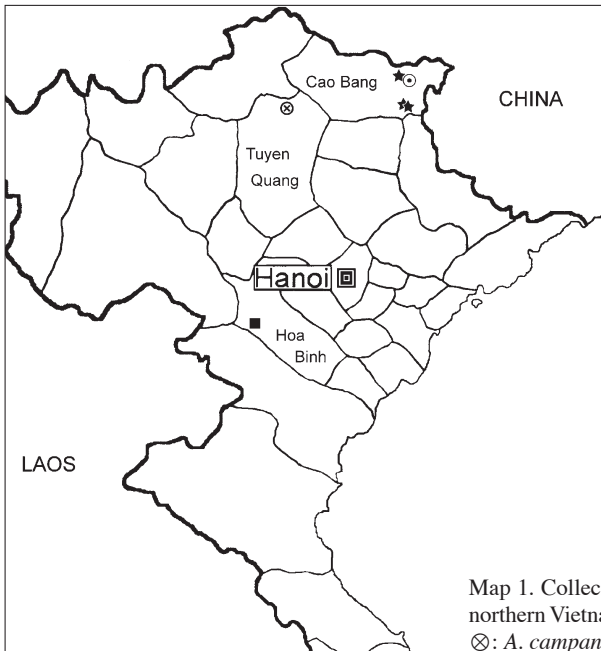 Cao Bang
CHINA
Tuyen
Quang
Hanoi
Hoa
Binh
LAOS
Map 1. Collec
northern Vietna
⊗: A. campan